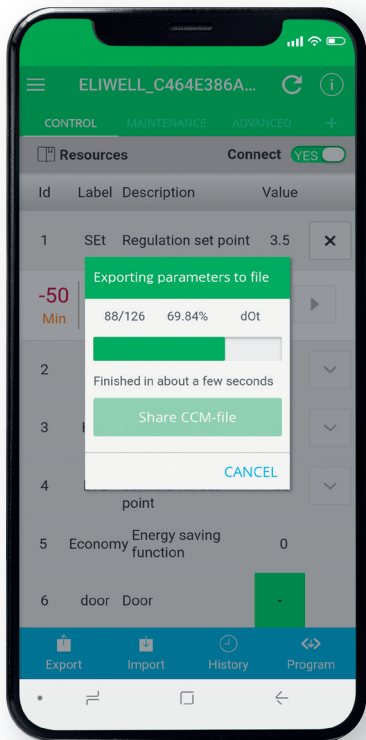 ELIWELL_C464E386A...
CONTROL MAINTENANCE ADVANCED +
Resources Connect YES
Id Label Description Value
1 SEt Regulation set point 3.5
Exporting parameters to file
-50
Min
88/126 69.84% dOt
2
Finished in about a few seconds
3
Share CCM-file
4
CANCEL
point
5 Economy Energy saving function 0
6 door Door -
Export Import History Program